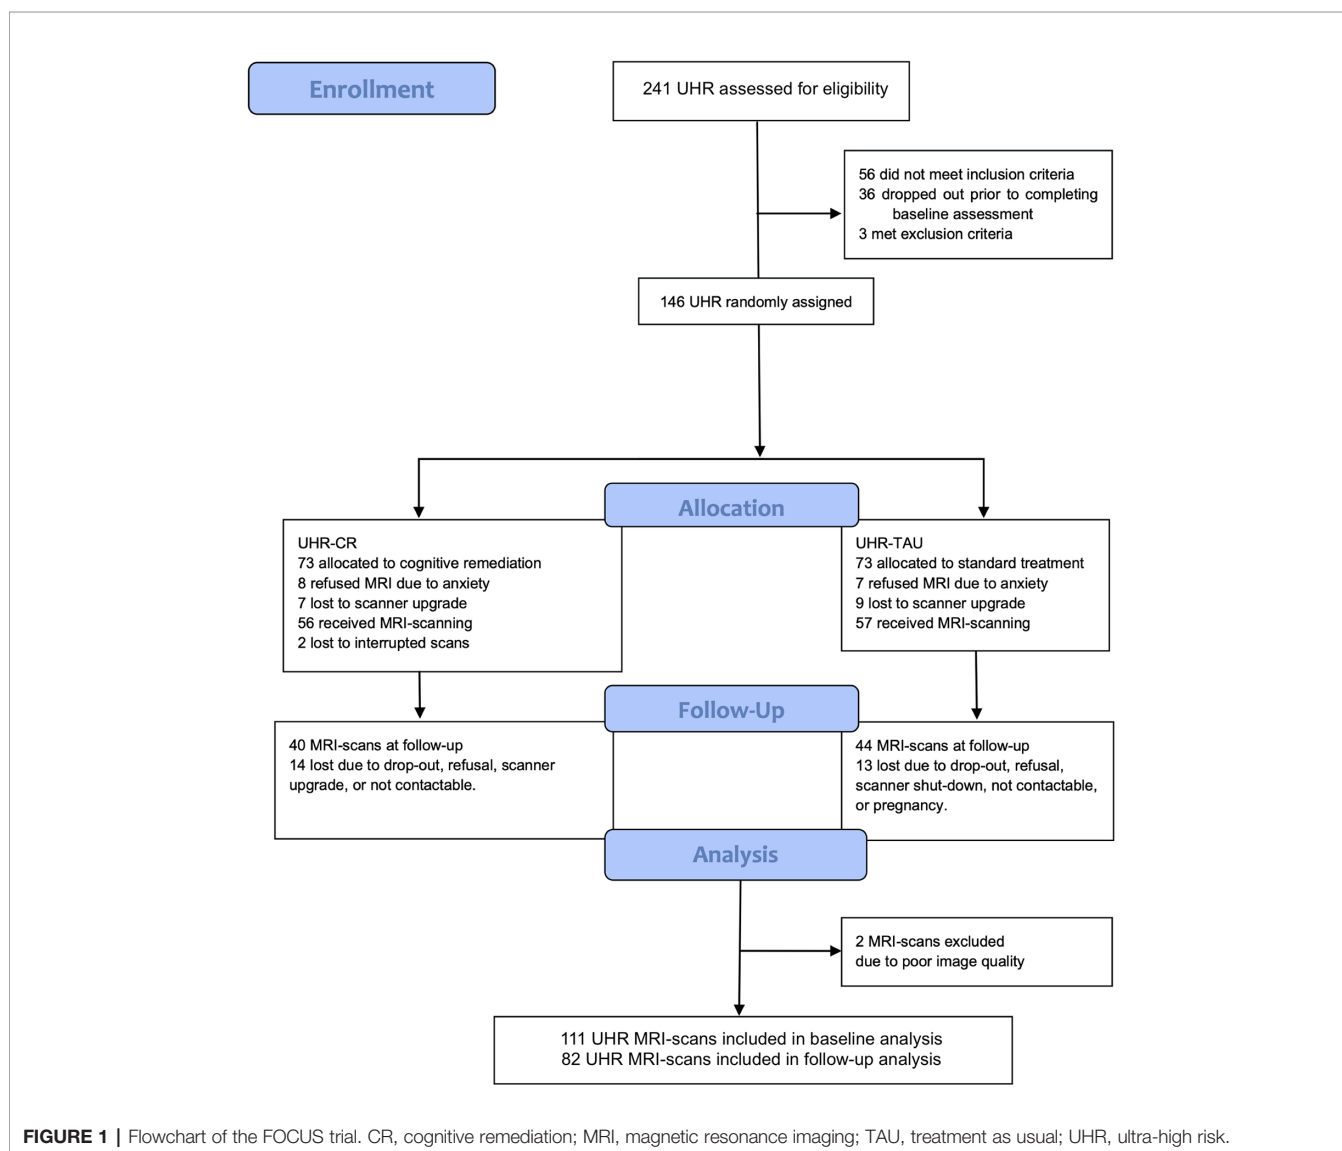 Enrollment
241 UHR assessed for eligibility
56 did not meet inclusion criteria
36 dropped out prior to completing
baseline assessment
3 met exclusion criteria
146 UHR randomly assigned
Allocation
UHR-CR
73 allocated to cognitive remediation
8 refused MRI due to anxiety
7 lost to scanner upgrade
56 received MRI-scanning
2 lost to interrupted scans
UHR-TAU
73 allocated to standard treatment
7 refused MRI due to anxiety
9 lost to scanner upgrade
57 received MRI-scanning
Follow-Up
40 MRI-scans at follow-up
14 lost due to drop-out, refusal, scanner
upgrade, or not contactable.
44 MRI-scans at follow-up
13 lost due to drop-out, refusal,
scanner shut-down, not contactable,
or pregnancy.
Analysis
2 MRI-scans excluded
due to poor image quality
111 UHR MRI-scans included in baseline analysis
82 UHR MRI-scans included in follow-up analysis
FIGURE 1 | Flowchart of the FOCUS trial. CR, cognitive remediation; MRI, magnetic resonance imaging; TAU, treatment as usual; UHR, ultra-high risk.